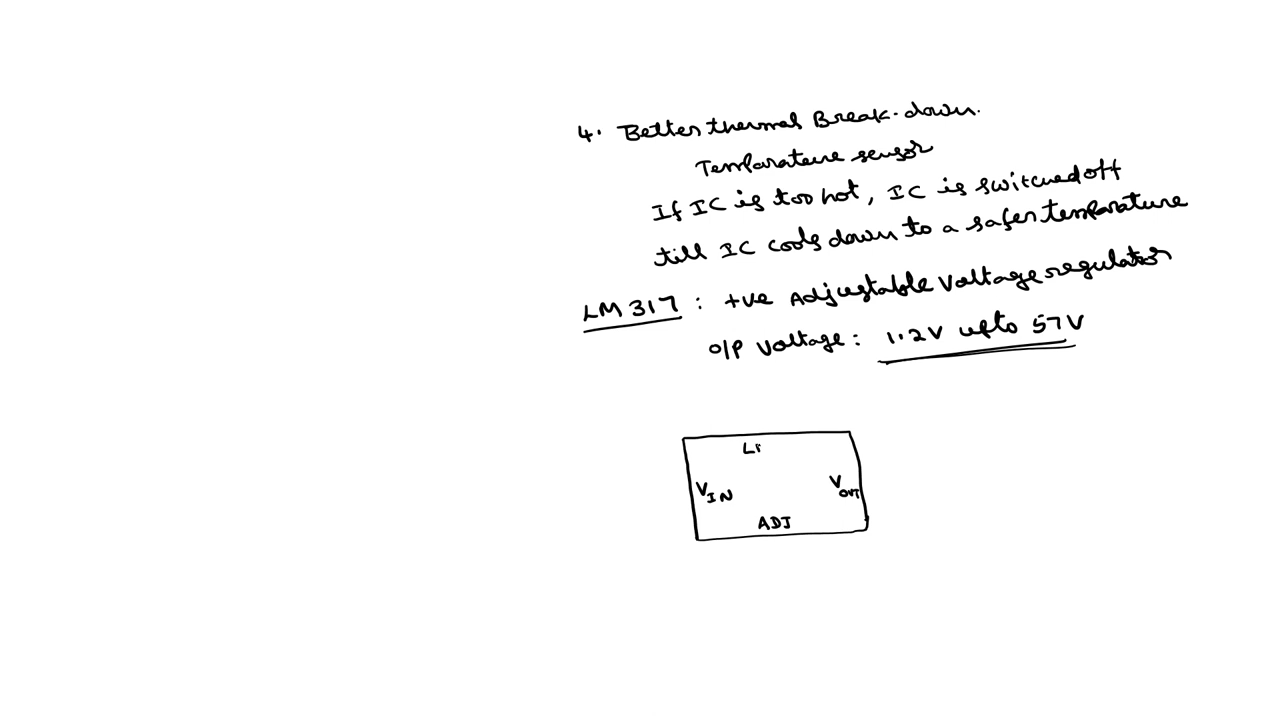 4. Better thermal Break-down.
Temparature sensor
If IC is too hot, IC is switched off
till IC cools down to a safer temparature
LM 317 : +ve Adjustable Voltage regulator
O/P Voltage : 1.2V upto 57V
Li
VIN VOUT
ADJ